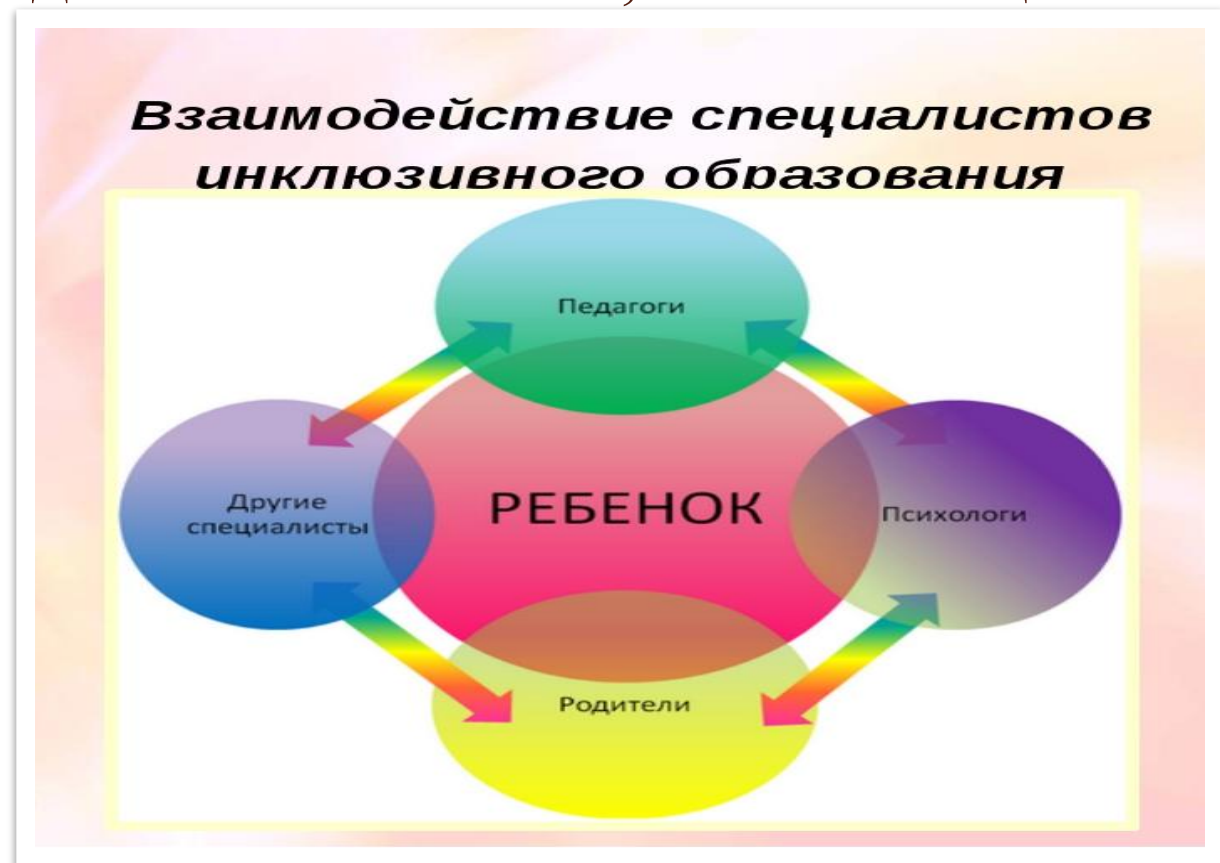 Взаимодействие специалистов
инклюзивного образования
Педагоги
Другие
специалисты
РЕБЕНОК
Психологи
Родители